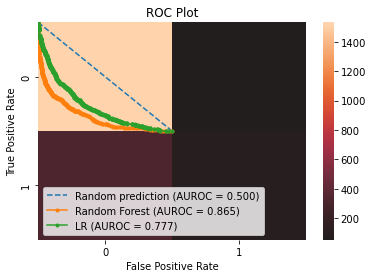 ROC Plot
True Positive Rate
0
1
0
1
False Positive Rate
Random prediction (AUROC = 0.500)
Random Forest (AUROC = 0.865)
LR (AUROC = 0.777)
1400
1200
1000
800
600
400
200